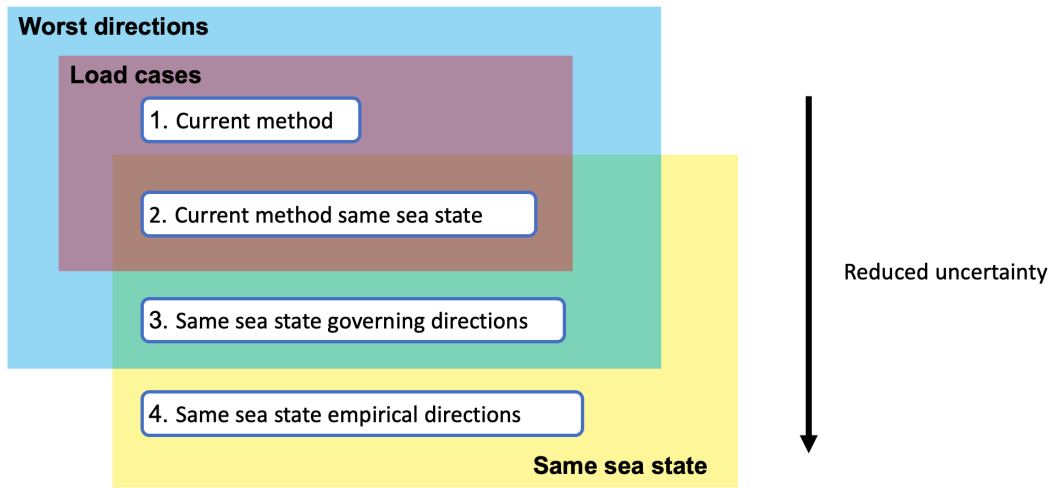 Worst directions
Load cases
1. Current method
2. Current method same sea state
Reduced uncertainty
3. Same sea state governing directions
4. Same sea state empirical directions
Same sea state